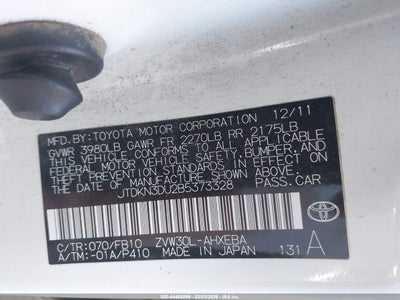 MFD.BY:TOYOTA MOTOR CORPORATION 12/11
GVWR 3980LB GAWR FR 2270LB RR 2175LB
THIS VEHICLE CONFORMS TO ALL APPLICABLE
FEDERAL MOTOR VEHICLE SAFETY, BUMPER, AND
THEFT PREVENTION STANDARDS IN EFFECT ON
THE DATE OF MANUFACTURE SHOWN ABOVE.
JTDKN3DU2B5373328 PASS.CAR
C/TR:070/FB10 ZVW30L-AHXEBA
A/TM:-01A/P410 MADE IN JAPAN 131 A
TOYOTA